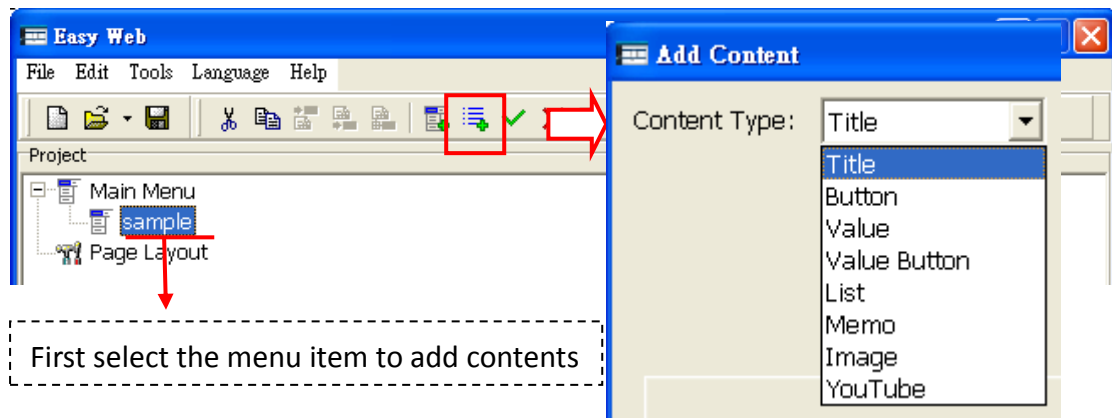 Easy Web
File Edit Tools Language Help
Project
Main Menu
sample
Page Layout
First select the menu item to add contents
Add Content
Content Type: Title
Title
Button
Value
Value Button
List
Memo
Image
YouTube